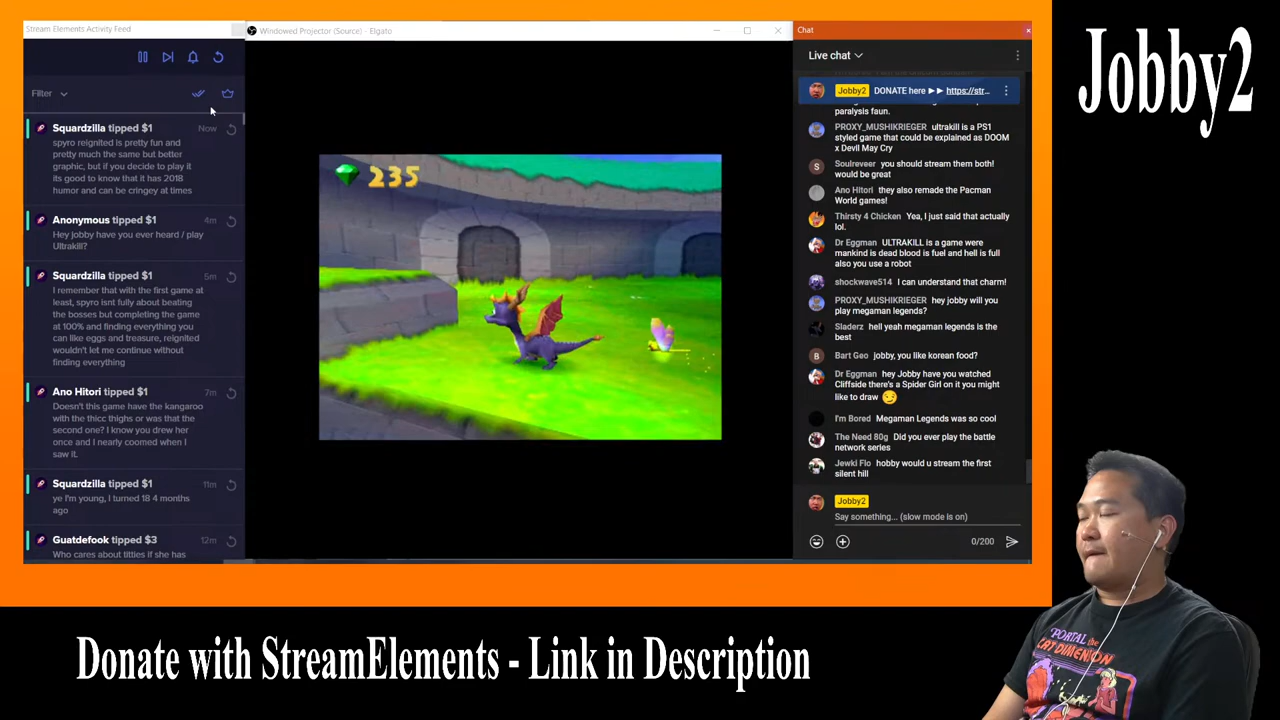 Stream Elements Activity Feed
Filter
Squardzilla tipped $1
Now
spyro reignited is pretty fun and
pretty much the same but better
graphic, but if you decide to play it
its good to know that it has 2018
humor and can be cringey at times
Anonymous tipped $1
4m
Hey jobby have you ever heard / play
Ultrakill?
Squardzilla tipped $1
5m
I remember that with the first game at
least, spyro isnt fully about beating
the bosses but completing the game
at 100% and finding everything you
can like eggs and treasure, reignited
wouldn't let me continue without
finding everything
Ano Hitori tipped $1
7m
Doesn't this game have the kangaroo
with the thicc thighs or was that the
second one? I know you drew her
once and I nearly coomed when I
saw it.
Squardzilla tipped $1
11m
ye I'm young, I turned 18 4 months
ago
Guatdefook tipped $3
12m
Who cares about titties if she has
Windowed Projector (Source) - Elgato
235
Chat
Live chat
Jobby2 DONATE here ►► https://str...
paralysis faun.
PROXY_MUSHIKRIEGER ultrakill is a PS1
styled game that could be explained as DOOM
x Devil May Cry
Soulreveer you should stream them both!
would be great
Ano Hitori they also remade the Pacman
World games!
Thirsty 4 Chicken Yea, I just said that actually
lol.
Dr Eggman ULTRAKILL is a game were
mankind is dead blood is fuel and hell is full
also you use a robot
shockwave514 I can understand that charm!
PROXY_MUSHIKRIEGER hey jobby will you
play megaman legends?
Sladerz hell yeah megaman legends is the
best
Bart Geo jobby, you like korean food?
Dr Eggman hey Jobby have you watched
Cliffside there's a Spider Girl on it you might
like to draw 😏
I'm Bored Megaman Legends was so cool
The Need 80g Did you ever play the battle
network series
Jewki Flo hobby would u stream the first
silent hill
Jobby2
Say something... (slow mode is on)
0/200
Jobby2
PORTAL to the
CAT DIMENSION
Donate with StreamElements - Link in Description